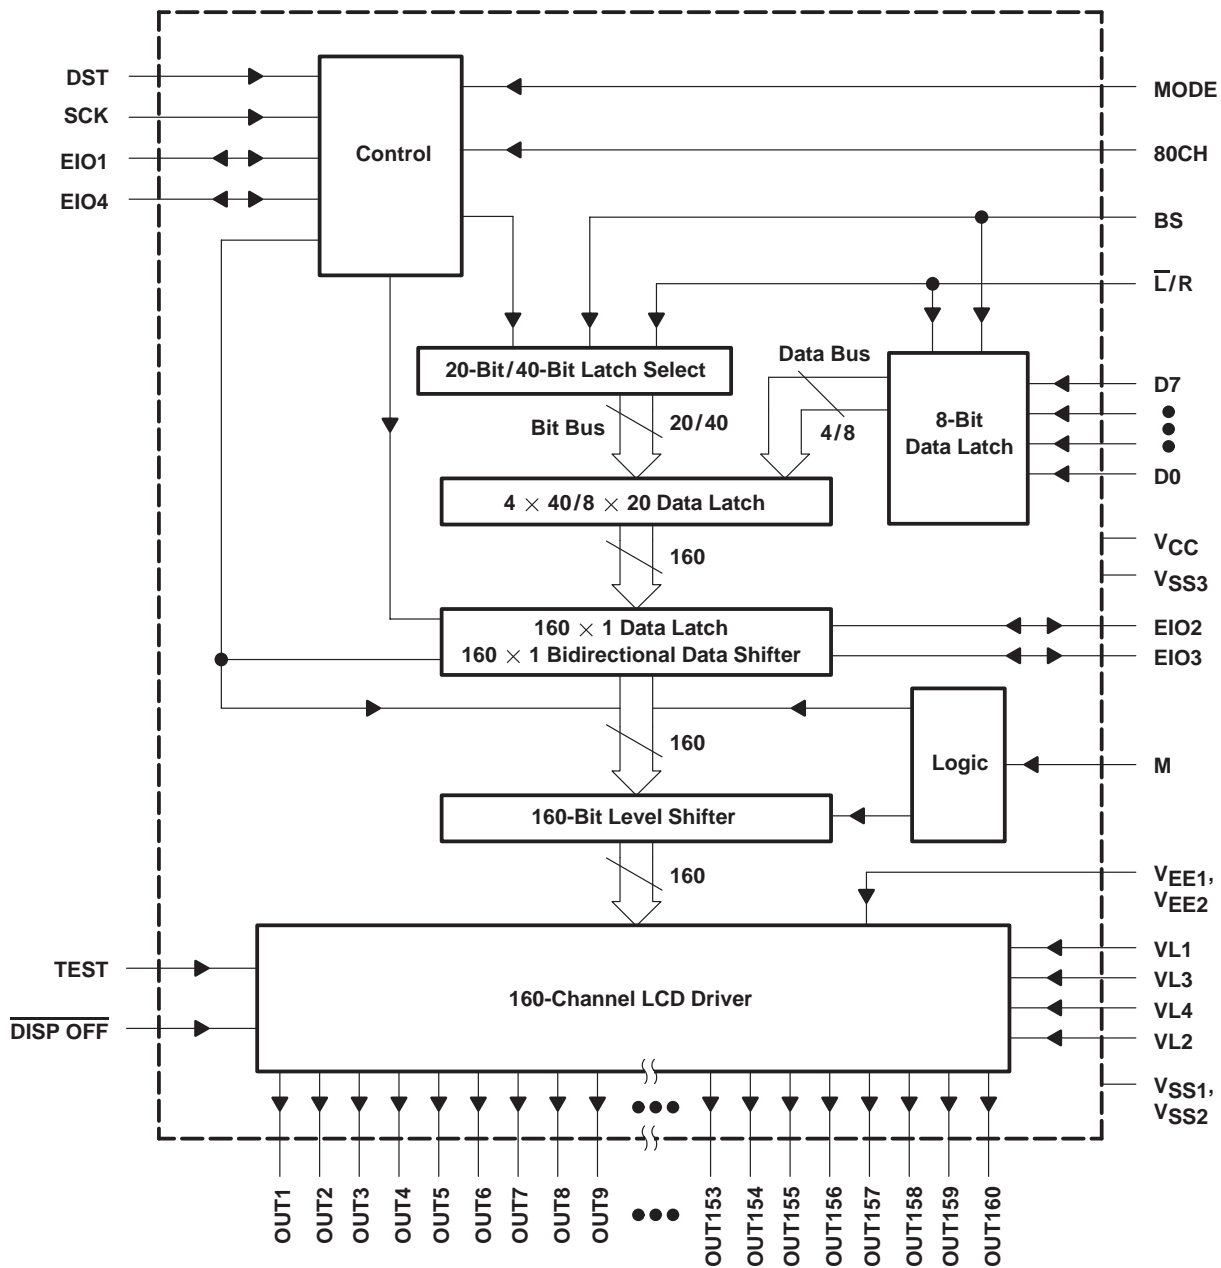 DST
MODE
SCK
Control
EIO1
80CH
EIO4
BS
L̅/R
20-Bit/40-Bit Latch Select
Data Bus
D7
Bit Bus
20/40
4/8
8-Bit
Data Latch
D0
4 × 40/8 × 20 Data Latch
VCC
160
VSS3
160 × 1 Data Latch
160 × 1 Bidirectional Data Shifter
EIO2
EIO3
160
Logic
M
160-Bit Level Shifter
160
VEE1,
VEE2
TEST
VL1
VL3
160-Channel LCD Driver
VL4
DISP OFF
VL2
VSS1,
VSS2
OUT1
OUT2
OUT3
OUT4
OUT5
OUT6
OUT7
OUT8
OUT9
OUT153
OUT154
OUT155
OUT156
OUT157
OUT158
OUT159
OUT160